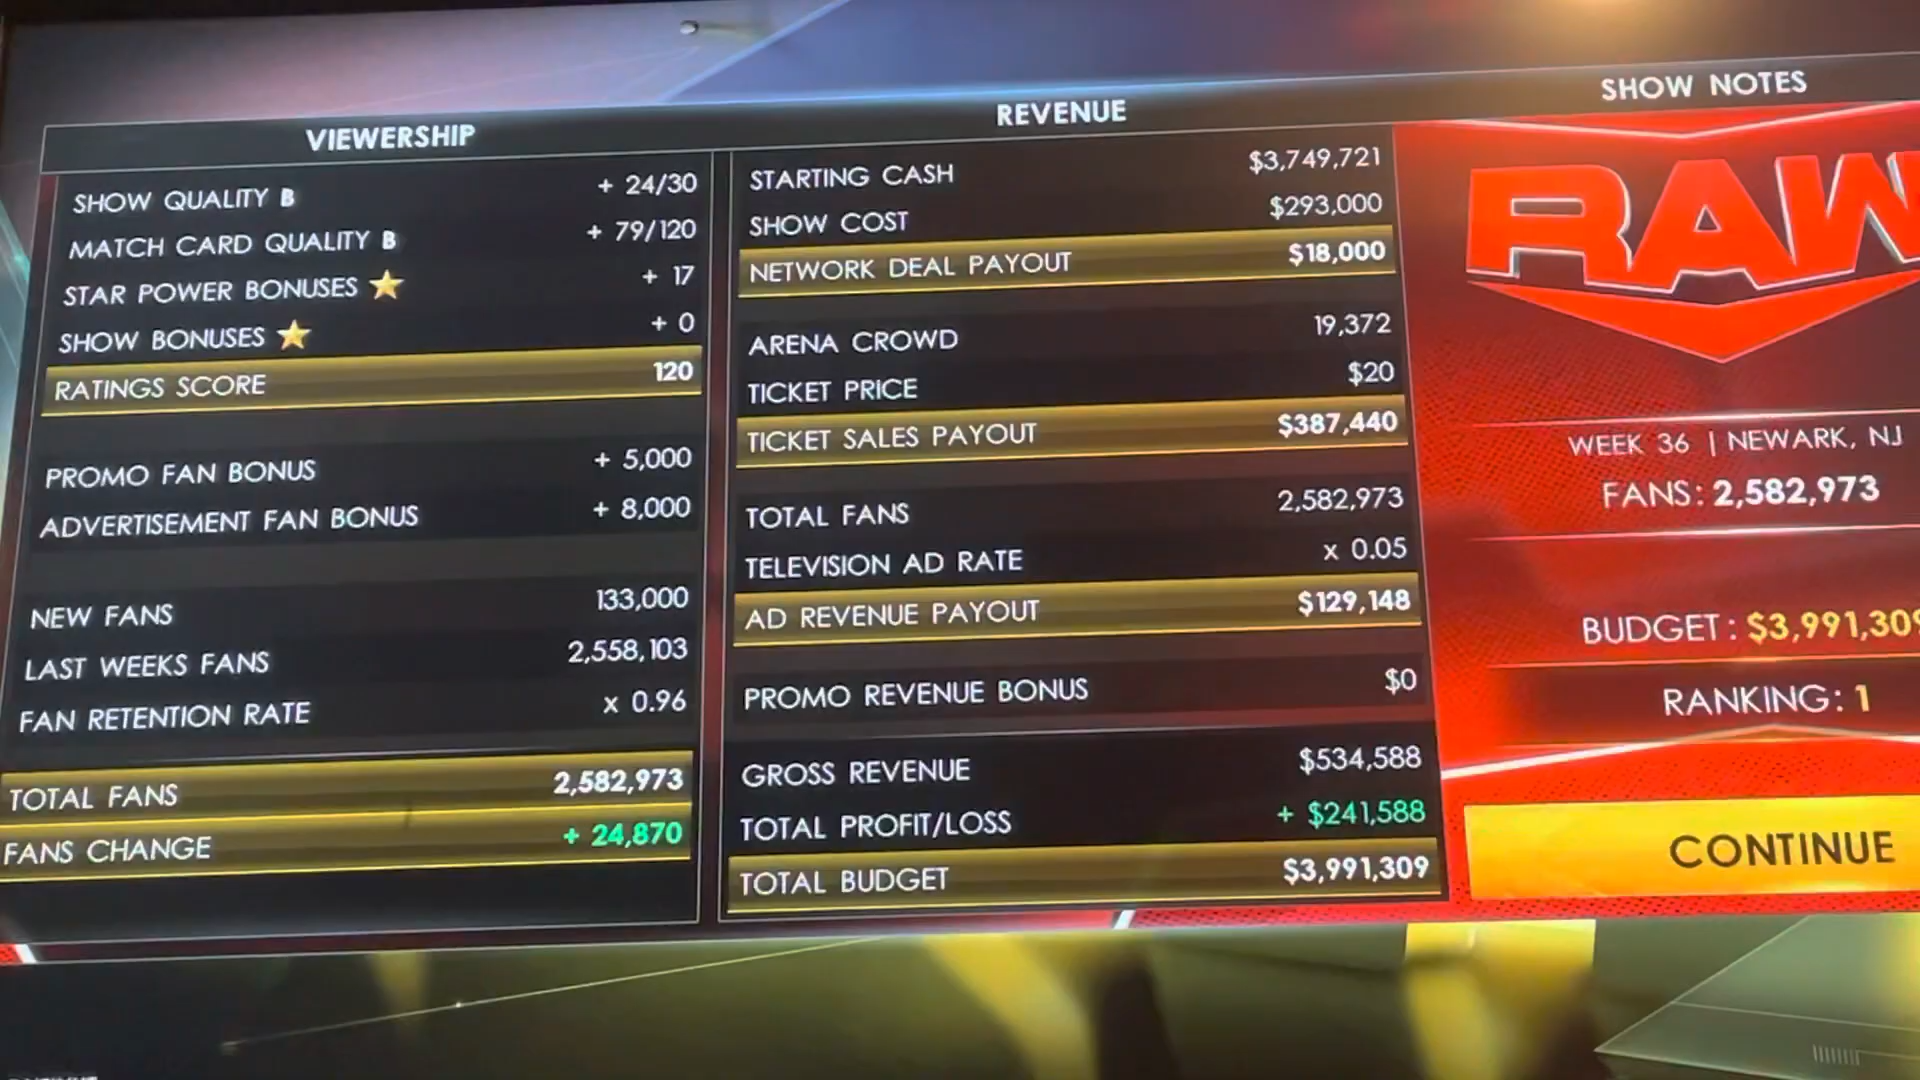 VIEWERSHIP
SHOW QUALITY B + 24/30
MATCH CARD QUALITY B + 79/120
STAR POWER BONUSES + 17
SHOW BONUSES + 0
RATINGS SCORE 120
PROMO FAN BONUS + 5,000
ADVERTISEMENT FAN BONUS + 8,000
NEW FANS 133,000
LAST WEEKS FANS 2,558,103
FAN RETENTION RATE x 0.96
TOTAL FANS 2,582,973
FANS CHANGE + 24,870
REVENUE
STARTING CASH $3,749,721
SHOW COST $293,000
NETWORK DEAL PAYOUT $18,000
ARENA CROWD 19,372
TICKET PRICE $20
TICKET SALES PAYOUT $387,440
TOTAL FANS 2,582,973
TELEVISION AD RATE x 0.05
AD REVENUE PAYOUT $129,148
PROMO REVENUE BONUS $0
GROSS REVENUE $534,588
TOTAL PROFIT/LOSS + $241,588
TOTAL BUDGET $3,991,309
SHOW NOTES
RAW
WEEK 36 | NEWARK, NJ
FANS: 2,582,973
BUDGET: $3,991,309
RANKING: 1
CONTINUE